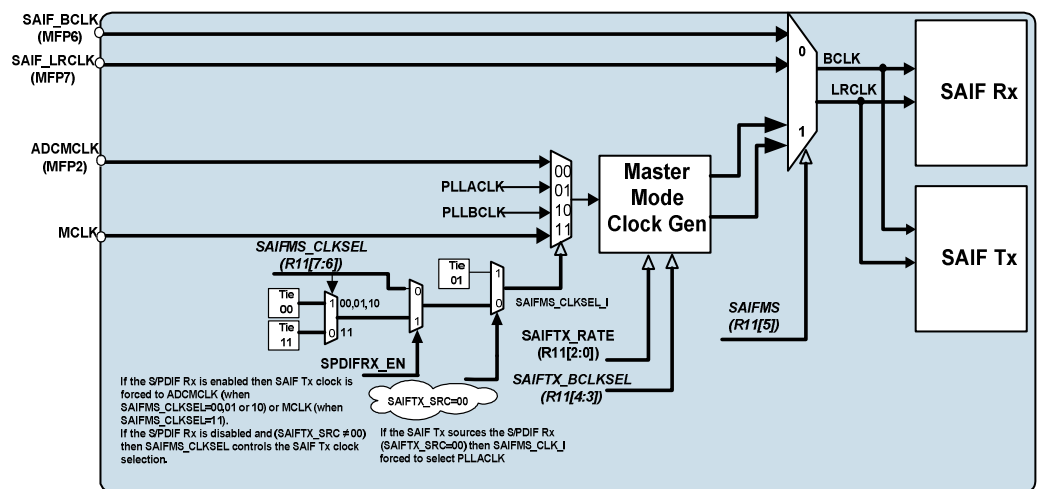 SAIF_BCLK
(MFP6)
SAIF_LRCLK
(MFP7)
ADCMCLK
(MFP2)
MCLK
0
1
BCLK
LRCLK
SAIF Rx
SAIF Tx
PLLACLK
PLLBCLK
00
01
10
11
Master
Mode
Clock Gen
SAIFMS_CLKSEL
(R11[7:6])
Tie
00
Tie
11
1
0
00,01,10
11
0
1
SPDIFRX_EN
Tie
01
1
0
SAIFMS_CLKSEL_I
SAIFTX_SRC=00
SAIFTX_RATE
(R11[2:0])
SAIFTX_BCLKSEL
(R11[4:3])
SAIFMS
(R11[5])
If the S/PDIF Rx is enabled then SAIF Tx clock is
forced to ADCMCLK (when
SAIFMS_CLKSEL=00,01 or 10) or MCLK (when
SAIFMS_CLKSEL=11).
If the S/PDIF Rx is disabled and (SAIFTX_SRC ≠ 00)
then SAIFMS_CLKSEL controls the SAIF Tx clock
selection.
If the SAIF Tx sources the S/PDIF Rx
(SAIFTX_SRC=00) then SAIFMS_CLK_I
forced to select PLLACLK